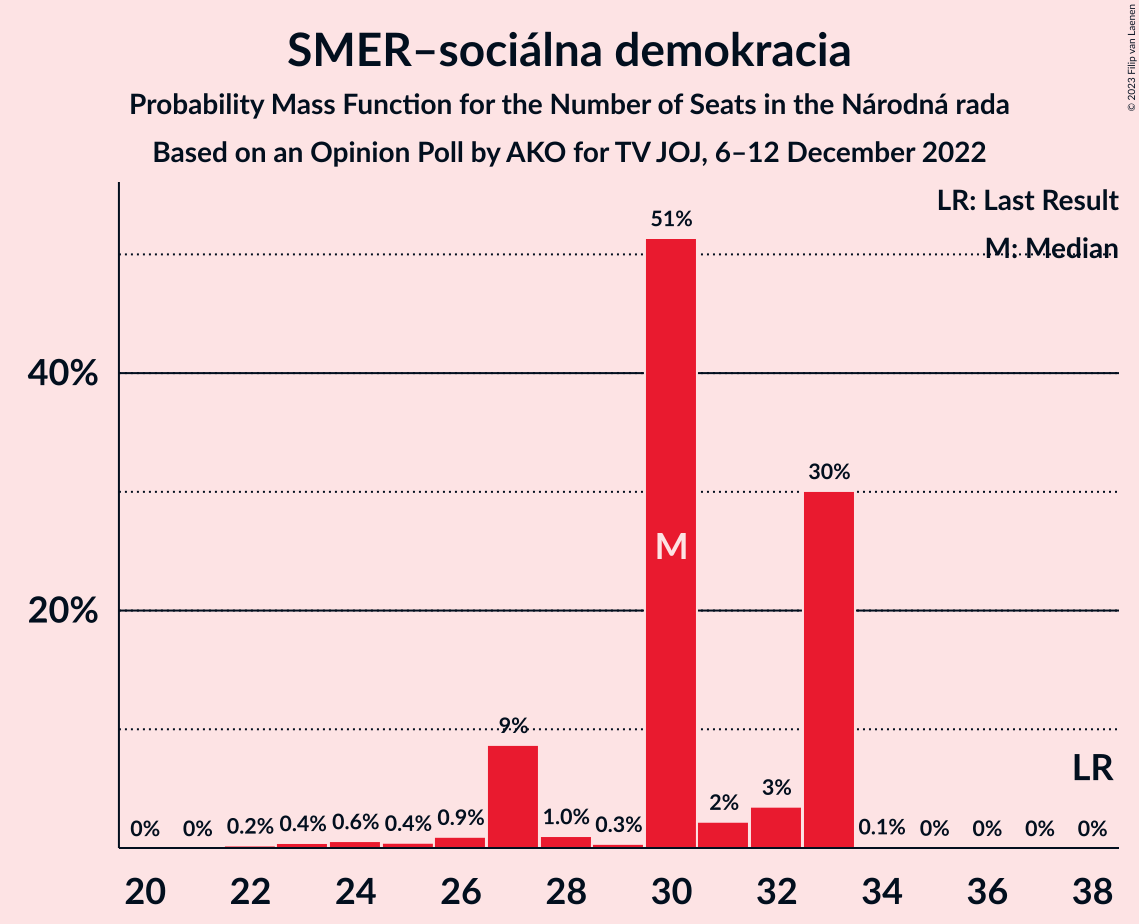 SMER–sociálna demokracia
Probability Mass Function for the Number of Seats in the Národná rada
Based on an Opinion Poll by AKO for TV JOJ, 6–12 December 2022
© 2023 Filip van Laenen
LR: Last Result
M: Median
40%
20%
0%
0%
0.2%
0.4%
0.6%
0.4%
0.9%
9%
1.0%
0.3%
51%
2%
3%
30%
0.1%
0%
0%
0%
0%
M
LR
20 22 24 26 28 30 32 34 36 38